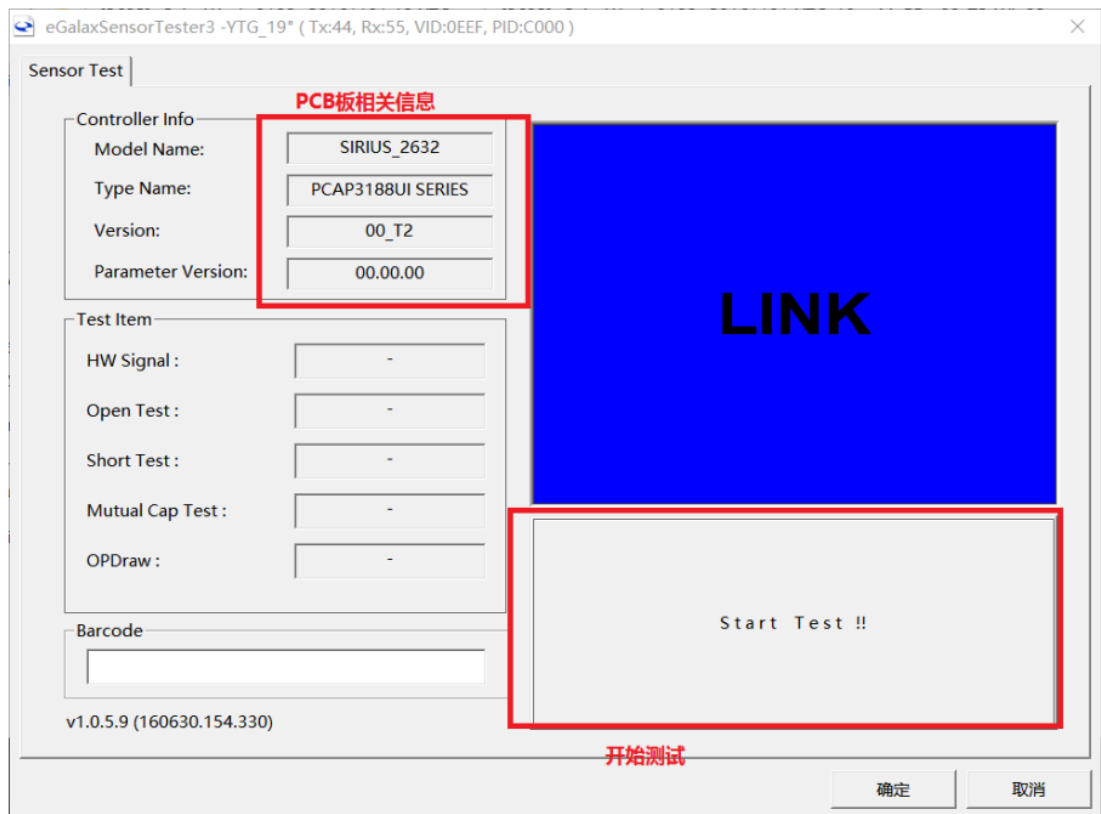 eGalaxSensorTester3 -YTG_19" ( Tx:44, Rx:55, VID:0EEF, PID:C000 )
Sensor Test
PCB板相关信息
Controller Info
Model Name: SIRIUS_2632
Type Name: PCAP3188UI SERIES
Version: 00_T2
Parameter Version: 00.00.00
LINK
Test Item
HW Signal : -
Open Test : -
Short Test : -
Mutual Cap Test : -
OPDraw : -
Start Test !!
Barcode
v1.0.5.9 (160630.154.330)
开始测试
确定 取消